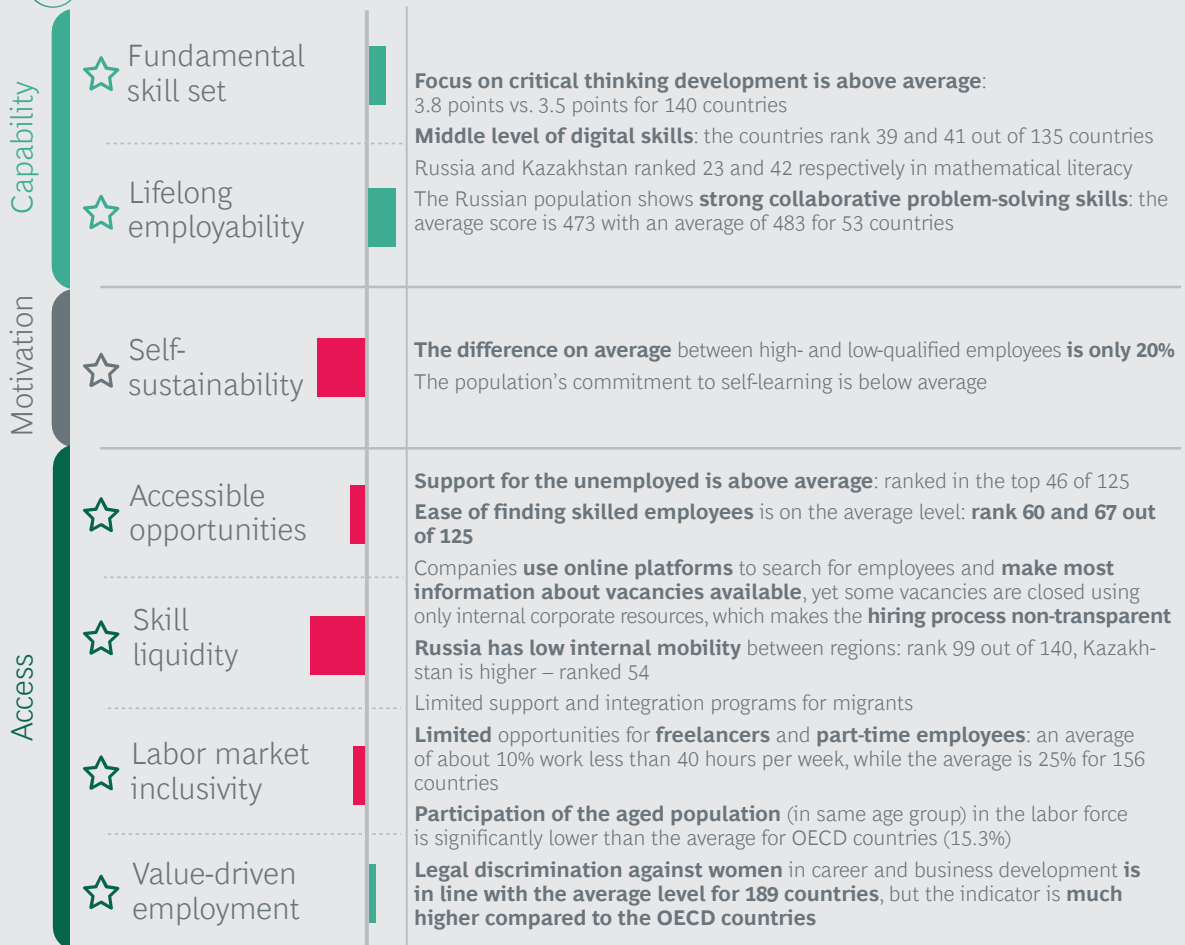 Capability
Fundamental
skill set
Lifelong
employability
Focus on critical thinking development is above average:
3.8 points vs. 3.5 points for 140 countries
Middle level of digital skills: the countries rank 39 and 41 out of 135 countries
Russia and Kazakhstan ranked 23 and 42 respectively in mathematical literacy
The Russian population shows strong collaborative problem-solving skills: the
average score is 473 with an average of 483 for 53 countries
Motivation
Self-
sustainability
The difference on average between high- and low-qualified employees is only 20%
The population's commitment to self-learning is below average
Access
Accessible
opportunities
Skill
liquidity
Labor market
inclusivity
Value-driven
employment
Support for the unemployed is above average: ranked in the top 46 of 125
Ease of finding skilled employees is on the average level: rank 60 and 67 out
of 125
Companies use online platforms to search for employees and make most
information about vacancies available, yet some vacancies are closed using
only internal corporate resources, which makes the hiring process non-transparent
Russia has low internal mobility between regions: rank 99 out of 140, Kazakh-
stan is higher – ranked 54
Limited support and integration programs for migrants
Limited opportunities for freelancers and part-time employees: an average
of about 10% work less than 40 hours per week, while the average is 25% for 156
countries
Participation of the aged population (in same age group) in the labor force
is significantly lower than the average for OECD countries (15.3%)
Legal discrimination against women in career and business development is
in line with the average level for 189 countries, but the indicator is much
higher compared to the OECD countries